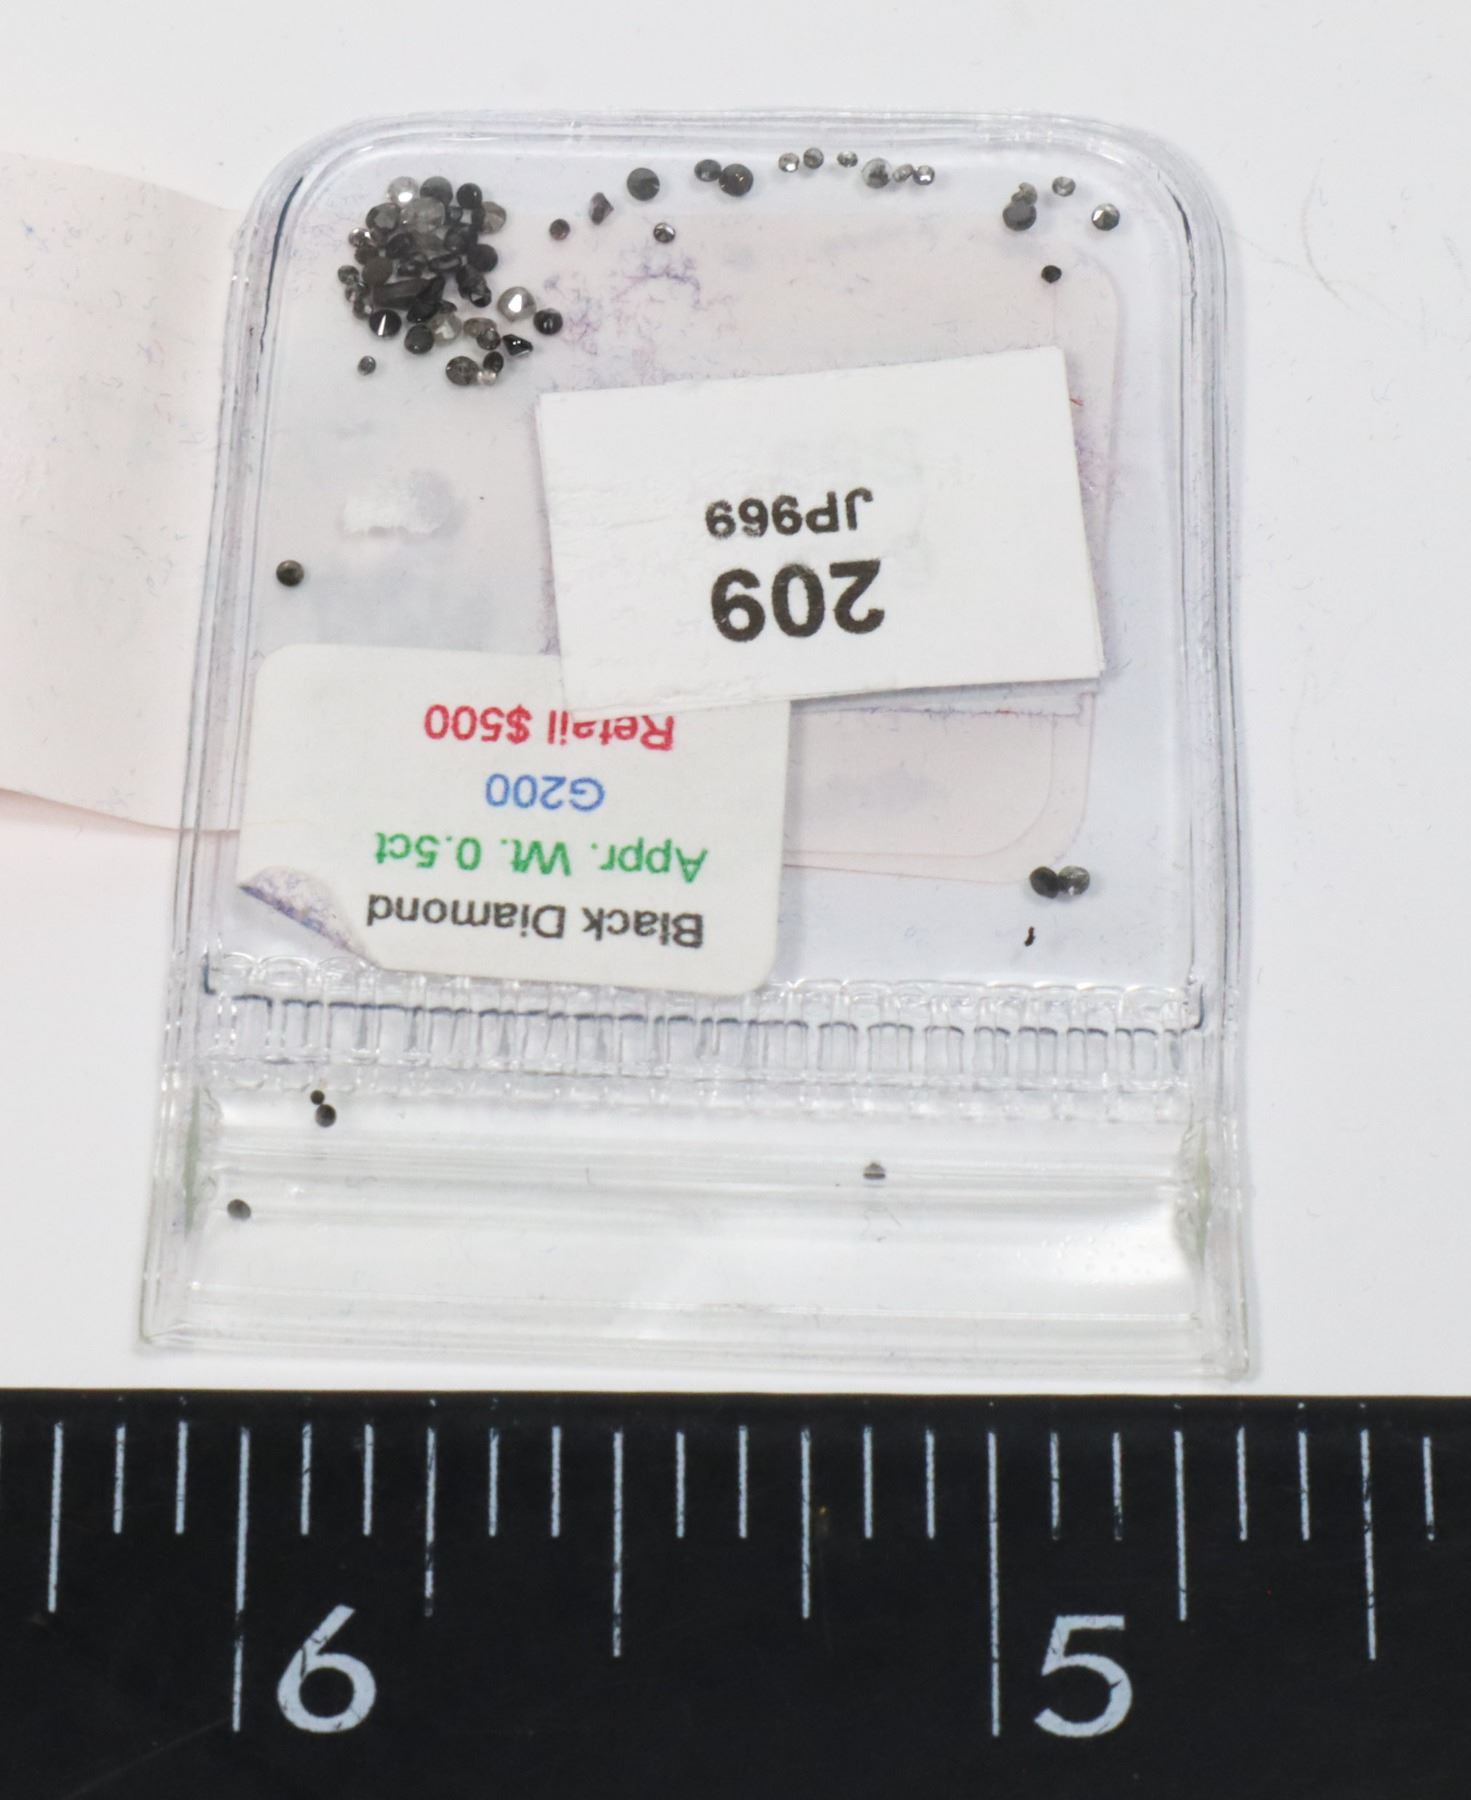 209
JP969
Black Diamond
Appr. Wt. 0.5ct
G200
Retail $500
6
5